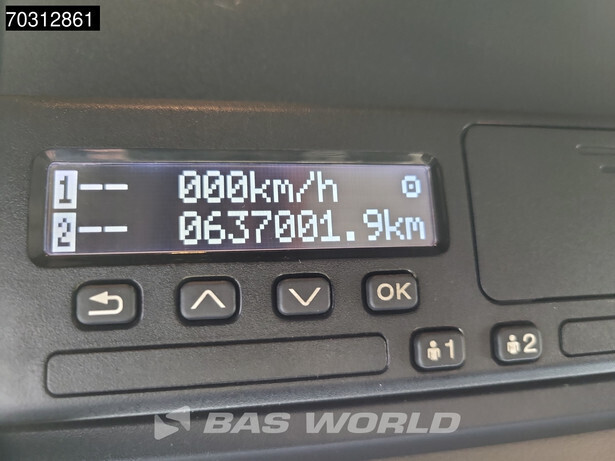 70312861
1-- 000km/h
2-- 0637001.9km
OK
1
2
BAS WORLD